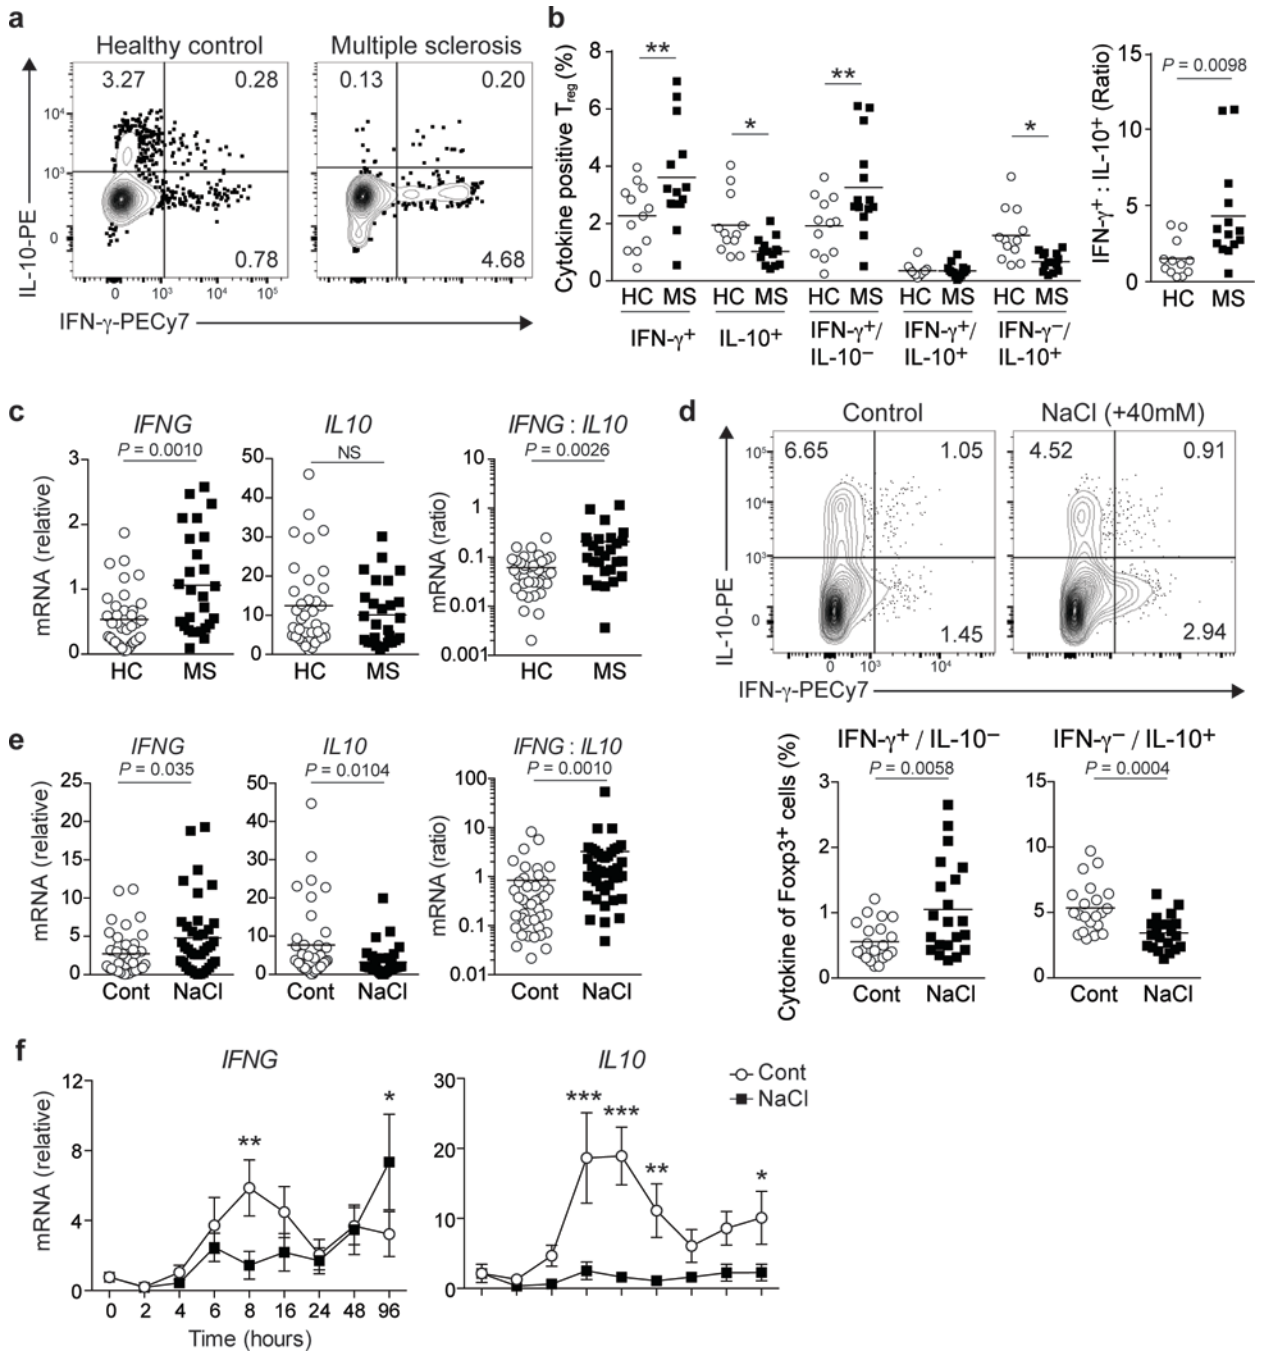 a
Healthy control
Multiple sclerosis
3.27
0.28
0.13
0.20
10⁴
10³
0
0.78
4.68
0
10³
10⁴
10⁵
IL-10-PE
IFN-γ-PECy7
b
Cytokine positive Treg (%)
8
6
4
2
0
**
*
**
*
HC MS HC MS HC MS HC MS HC MS
IFN-γ⁺
IL-10⁺
IFN-γ⁺/
IL-10⁻
IFN-γ⁺/
IL-10⁺
IFN-γ⁻/
IL-10⁺
IFN-γ⁺ : IL-10⁺ (Ratio)
15
10
5
0
P = 0.0098
HC MS
c
IFNG
P = 0.0010
mRNA (relative)
3
2
1
0
HC MS
IL10
NS
50
40
30
20
10
0
HC MS
IFNG : IL10
P = 0.0026
mRNA (ratio)
10
1
0.1
0.01
0.001
HC MS
d
Control
NaCl (+40mM)
6.65
1.05
4.52
0.91
10⁵
10⁴
10³
0
1.45
2.94
0
10³
10⁴
0
10³
10⁴
IL-10-PE
IFN-γ-PECy7
IFN-γ⁺ / IL-10⁻
P = 0.0058
Cytokine of Foxp3⁺ cells (%)
3
2
1
0
Cont NaCl
IFN-γ⁻ / IL-10⁺
P = 0.0004
15
10
5
0
Cont NaCl
e
IFNG
P = 0.035
mRNA (relative)
25
20
15
10
5
0
Cont NaCl
IL10
P = 0.0104
50
40
30
20
10
0
Cont NaCl
IFNG : IL10
P = 0.0010
mRNA (ratio)
100
10
1
0.1
0.01
Cont NaCl
f
IFNG
mRNA (relative)
12
8
4
0
**
*
0 2 4 6 8 16 24 48 96
Time (hours)
IL10
30
20
10
0
***
***
**
*
Cont
NaCl